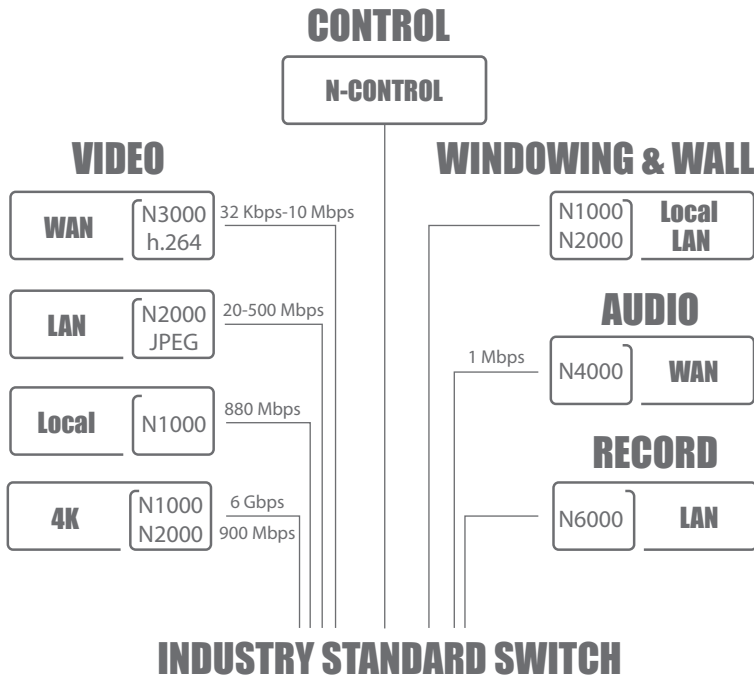 CONTROL
N-CONTROL
VIDEO
WAN
N3000
h.264
32 Kbps-10 Mbps
LAN
N2000
JPEG
20-500 Mbps
Local
N1000
880 Mbps
4K
N1000
N2000
6 Gbps
900 Mbps
WINDOWING & WALL
N1000
N2000
Local
LAN
AUDIO
1 Mbps
N4000
WAN
RECORD
N6000
LAN
INDUSTRY STANDARD SWITCH